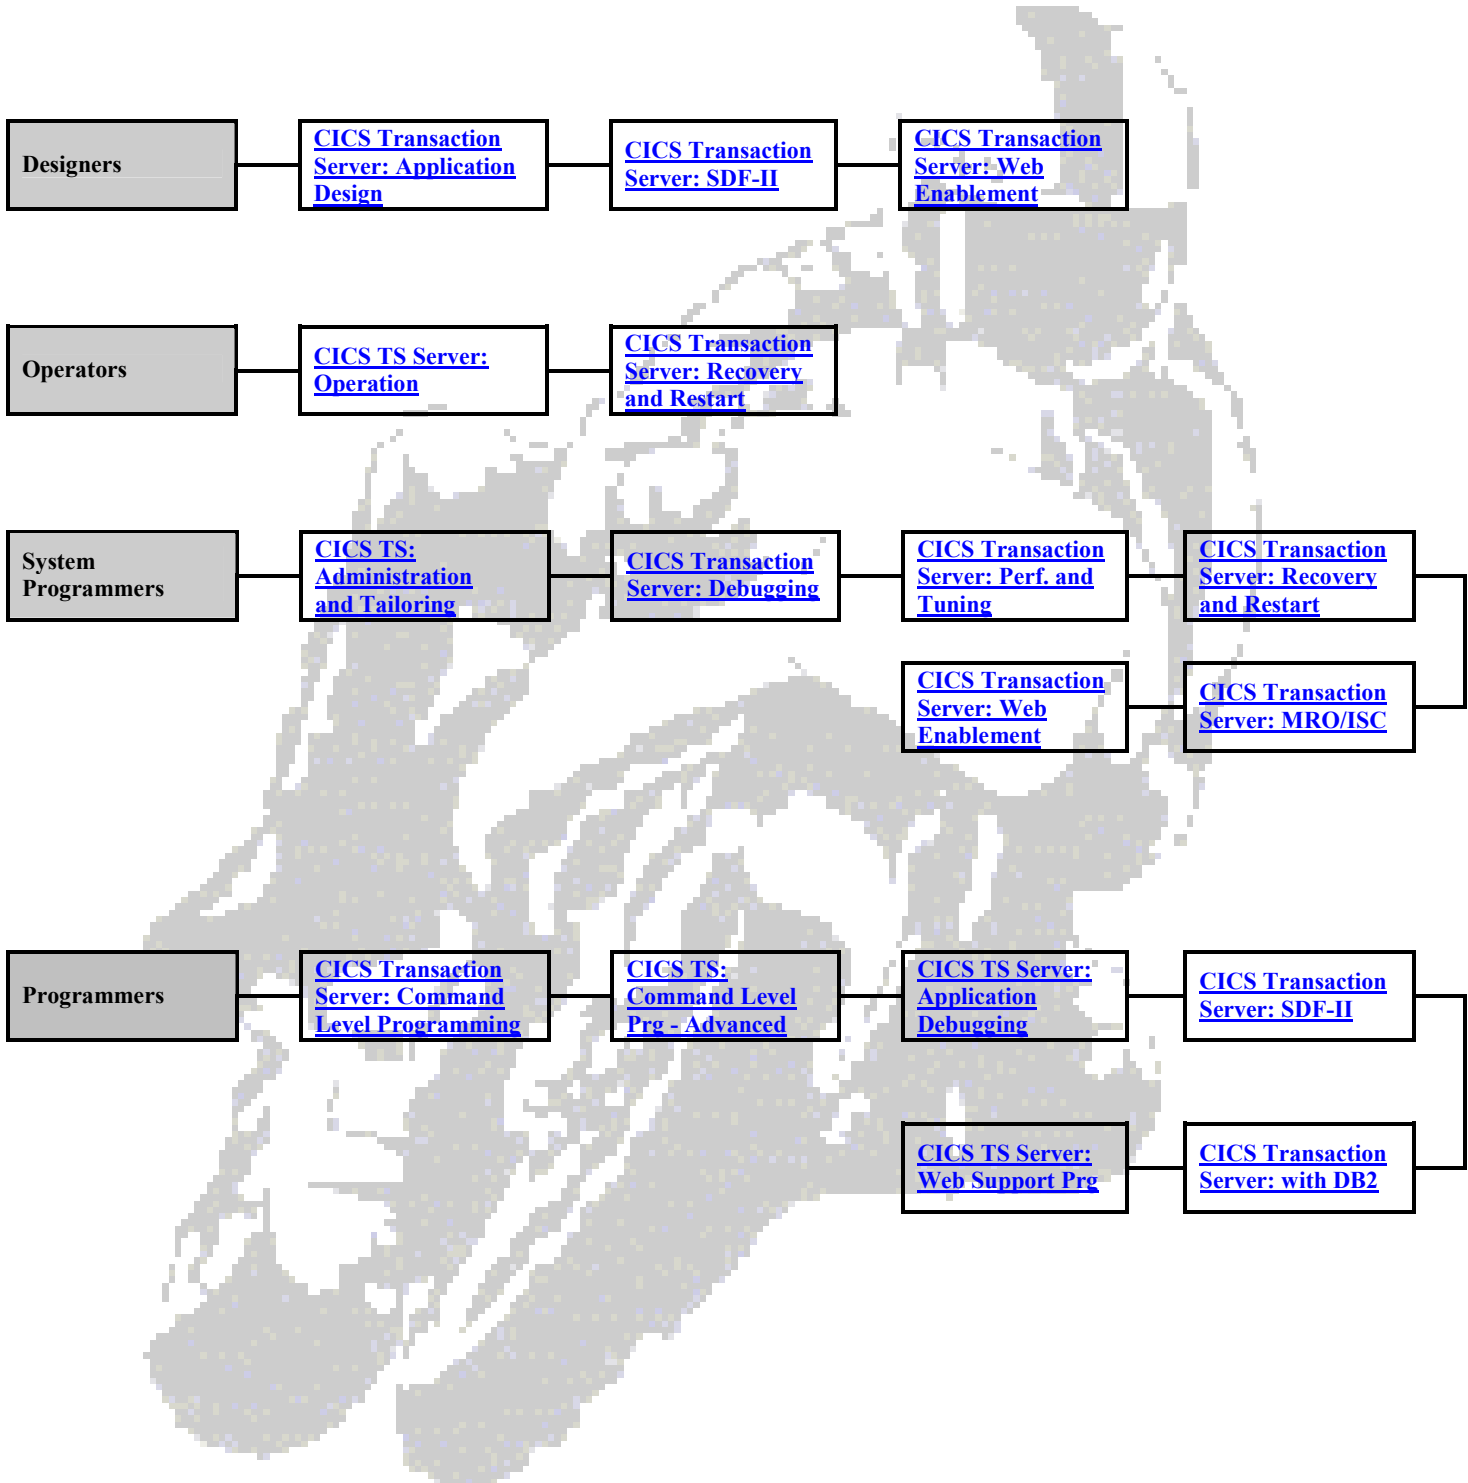 Designers
CICS Transaction
Server: Application
Design
CICS Transaction
Server: SDF-II
CICS Transaction
Server: Web
Enablement
Operators
CICS TS Server:
Operation
CICS Transaction
Server: Recovery
and Restart
System
Programmers
CICS TS:
Administration
and Tailoring
CICS Transaction
Server: Debugging
CICS Transaction
Server: Perf. and
Tuning
CICS Transaction
Server: Recovery
and Restart
CICS Transaction
Server: MRO/ISC
CICS Transaction
Server: Web
Enablement
Programmers
CICS Transaction
Server: Command
Level Programming
CICS TS:
Command Level
Prg - Advanced
CICS TS Server:
Application
Debugging
CICS Transaction
Server: SDF-II
CICS Transaction
Server: with DB2
CICS TS Server:
Web Support Prg